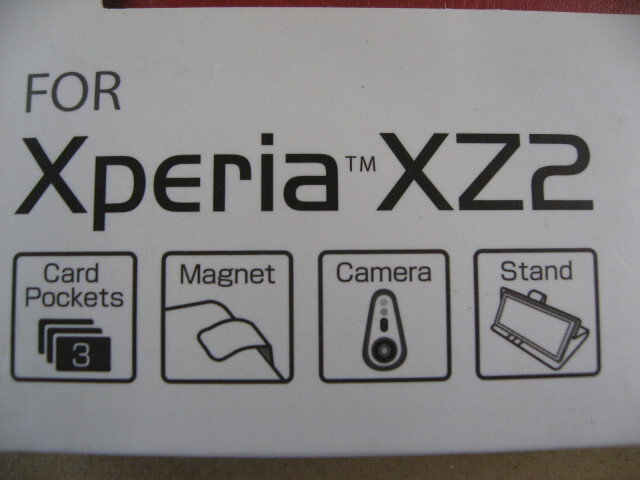 FOR
Xperia™ XZ2
Card Pockets
3
Magnet
Camera
Stand